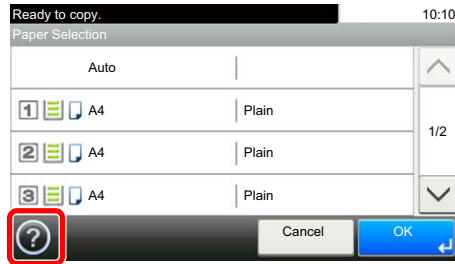 Ready to copy. 10:10
Paper Selection
Auto
1 A4 Plain
2 A4 Plain
3 A4 Plain
1/2
? Cancel OK